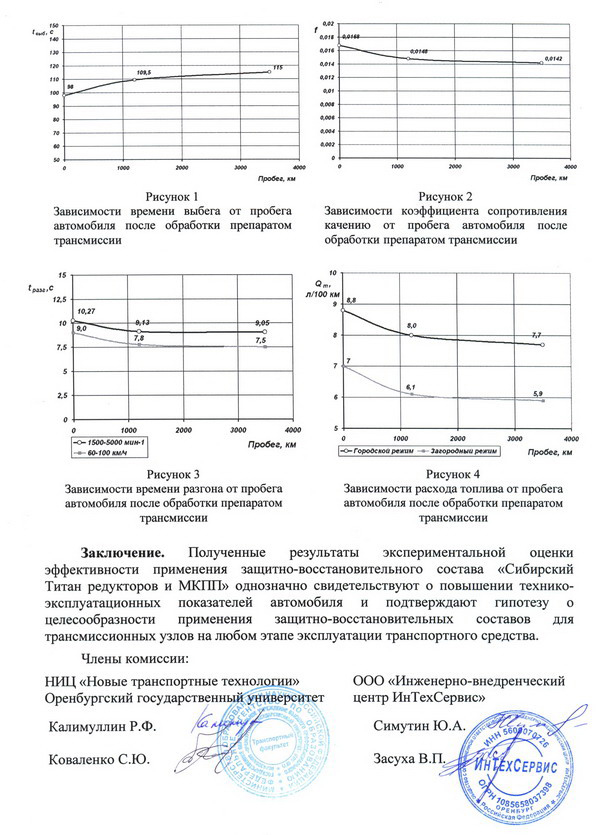 t выб, с
150
140
130
120
110
100
90
80
70
60
50
98
109,5
115
0
1000
2000
3000
4000
Пробег, км
Рисунок 1
Зависимости времени выбега от пробега
автомобиля после обработки препаратом
трансмиссии
f
0,02
0,018
0,016
0,014
0,012
0,01
0,008
0,006
0,004
0,002
0
0,0168
0,0148
0,0142
0
1000
2000
3000
4000
Пробег, км
Рисунок 2
Зависимости коэффициента сопротивления
качению от пробега автомобиля после
обработки препаратом трансмиссии
t разг, с
15
12,5
10
7,5
5
2,5
0
10,27
9,13
9,05
9,0
7,8
7,5
0
1000
2000
3000
4000
1500-5000 мин-1
60-100 км/ч
Пробег, км
Рисунок 3
Зависимости времени разгона от пробега
автомобиля после обработки препаратом
трансмиссии
Q т,
л/100 км
10
9
8
7
6
5
8,8
8,0
7,7
7
6,1
5,9
0
1000
2000
3000
4000
Городской режим
Загородный режим
Пробег, км
Рисунок 4
Зависимости расхода топлива от пробега
автомобиля после обработки препаратом
трансмиссии
Заключение. Полученные результаты экспериментальной оценки
эффективности применения защитно-восстановительного состава «Сибирский
Титан редукторов и МКПП» однозначно свидетельствуют о повышении технико-
эксплуатационных показателей автомобиля и подтверждают гипотезу о
целесообразности применения защитно-восстановительных составов для
трансмиссионных узлов на любом этапе эксплуатации транспортного средства.
Члены комиссии:
НИЦ «Новые транспортные технологии»
Оренбургский государственный университет
Калимуллин Р.Ф.
Коваленко С.Ю.
Транспортный
факультет
ООО «Инженерно-внедренческий
центр ИнТехСервис»
Симутин Ю.А.
Засуха В.П.
ИНН 5609070726
ИнТехСервис
ОГРН 1085658037398
ОРЕНБУРГ
Российская Федерация